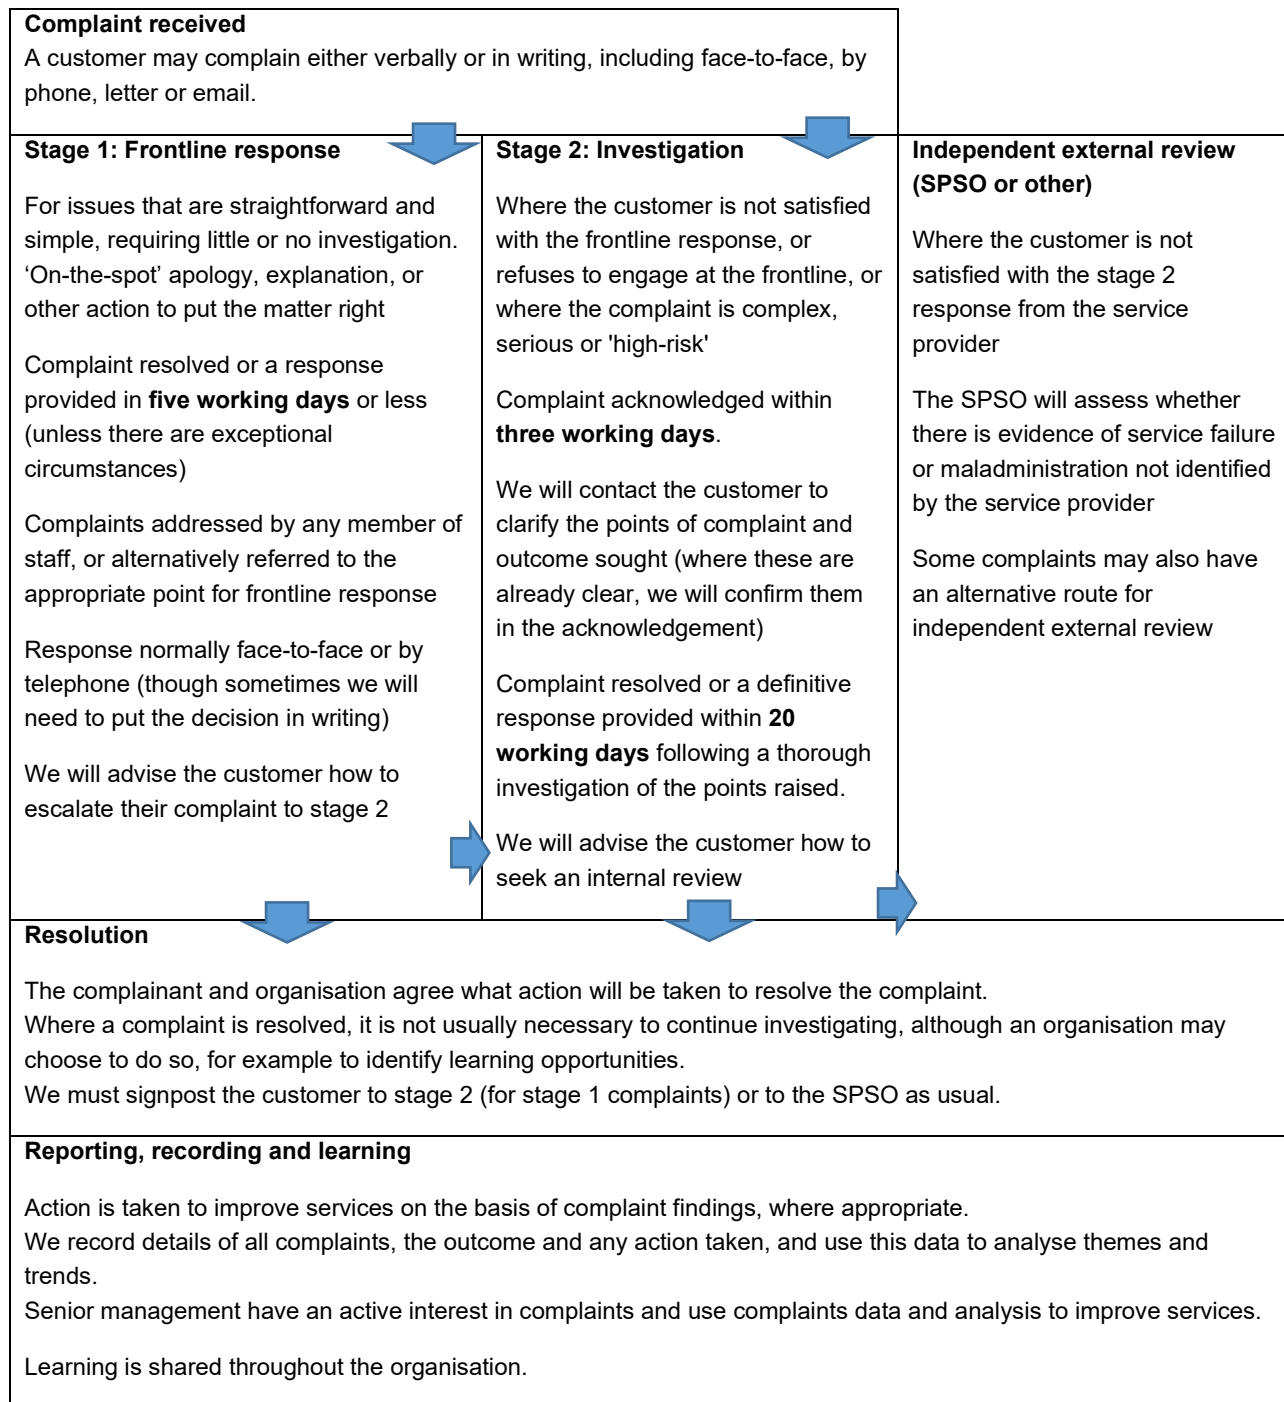 Complaint received
A customer may complain either verbally or in writing, including face-to-face, by
phone, letter or email.
Stage 1: Frontline response
For issues that are straightforward and
simple, requiring little or no investigation.
‘On-the-spot’ apology, explanation, or
other action to put the matter right
Complaint resolved or a response
provided in five working days or less
(unless there are exceptional
circumstances)
Complaints addressed by any member of
staff, or alternatively referred to the
appropriate point for frontline response
Response normally face-to-face or by
telephone (though sometimes we will
need to put the decision in writing)
We will advise the customer how to
escalate their complaint to stage 2
Stage 2: Investigation
Where the customer is not satisfied
with the frontline response, or
refuses to engage at the frontline, or
where the complaint is complex,
serious or 'high-risk'
Complaint acknowledged within
three working days.
We will contact the customer to
clarify the points of complaint and
outcome sought (where these are
already clear, we will confirm them
in the acknowledgement)
Complaint resolved or a definitive
response provided within 20
working days following a thorough
investigation of the points raised.
We will advise the customer how to
seek an internal review
Independent external review
(SPSO or other)
Where the customer is not
satisfied with the stage 2
response from the service
provider
The SPSO will assess whether
there is evidence of service failure
or maladministration not identified
by the service provider
Some complaints may also have
an alternative route for
independent external review
Resolution
The complainant and organisation agree what action will be taken to resolve the complaint.
Where a complaint is resolved, it is not usually necessary to continue investigating, although an organisation may
choose to do so, for example to identify learning opportunities.
We must signpost the customer to stage 2 (for stage 1 complaints) or to the SPSO as usual.
Reporting, recording and learning
Action is taken to improve services on the basis of complaint findings, where appropriate.
We record details of all complaints, the outcome and any action taken, and use this data to analyse themes and
trends.
Senior management have an active interest in complaints and use complaints data and analysis to improve services.
Learning is shared throughout the organisation.